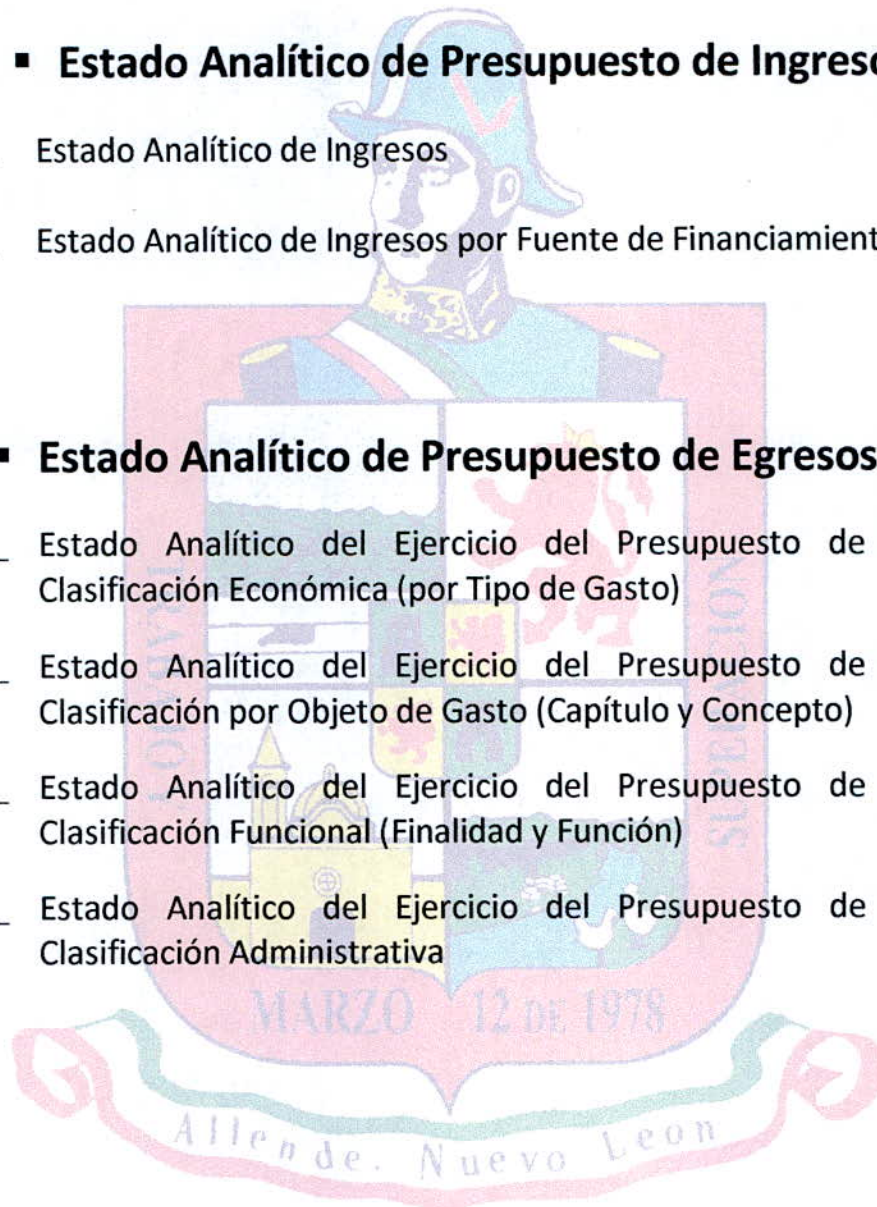 ▪ Estado Analítico de Presupuesto de Ingreso
Estado Analítico de Ingresos
Estado Analítico de Ingresos por Fuente de Financiamient
▪ Estado Analítico de Presupuesto de Egresos
_ Estado Analítico del Ejercicio del Presupuesto de
Clasificación Económica (por Tipo de Gasto)
_ Estado Analítico del Ejercicio del Presupuesto de
Clasificación por Objeto de Gasto (Capítulo y Concepto)
_ Estado Analítico del Ejercicio del Presupuesto de
Clasificación Funcional (Finalidad y Función)
_ Estado Analítico del Ejercicio del Presupuesto de
Clasificación Administrativa
TRABAJO
SUPERACION
MARZO 12 DE 1978
Allende. Nuevo Leon